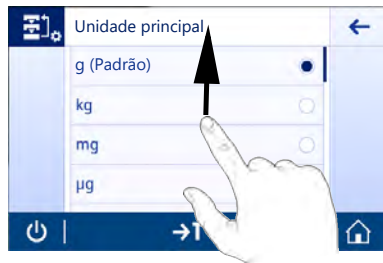 Unidade principal
g (Padrão)
kg
mg
µg
→T